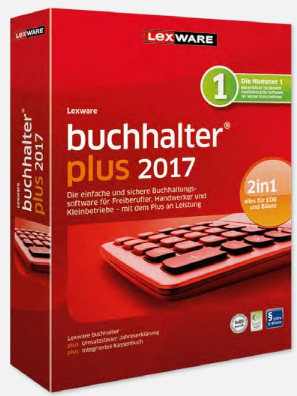 LEXWARE
1
Die Nummer 1
Lexware
buchhalter®
plus 2017
Die einfache und sichere Buchhaltungs-
software für Freiberufler, Handwerker und
Kleinbetriebe – mit dem Plus an Leistung
2in1
alles für EÜR
und Bilanz
Lexware buchhalter
plus Umsatzsteuer Jahreserklärung
plus Integriertes Kassenbuch